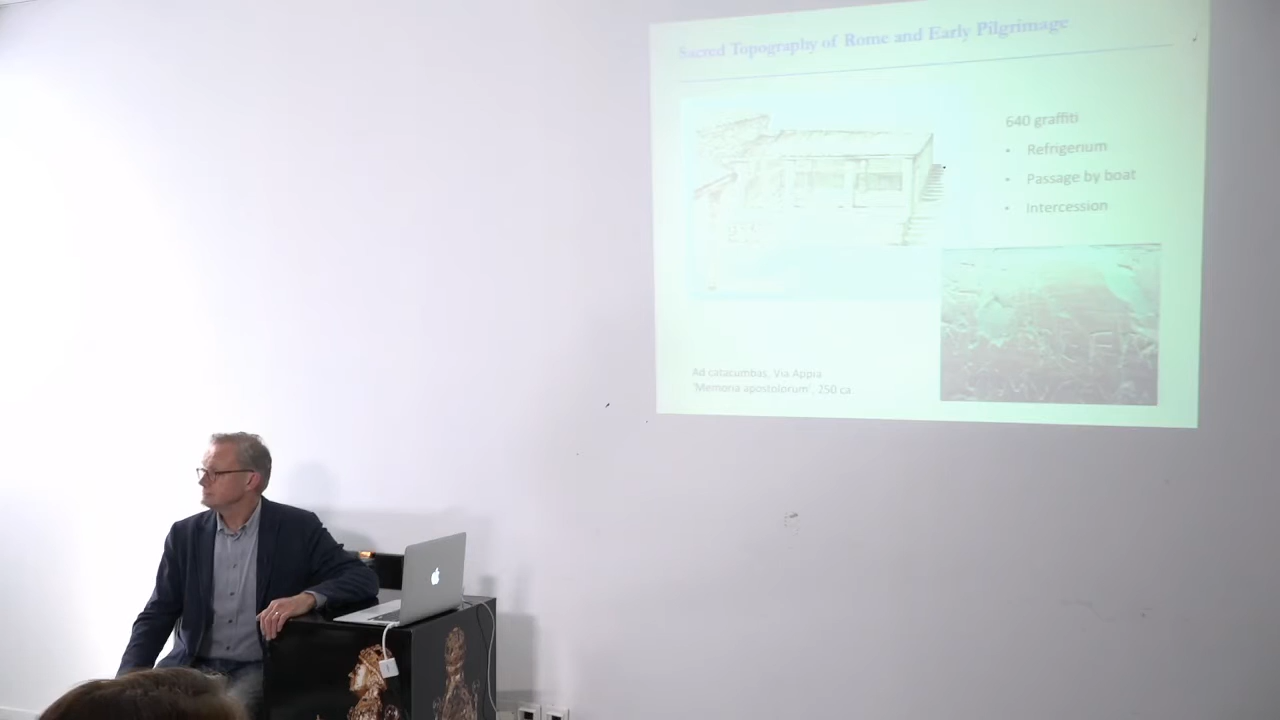 Sacred Topography of Rome and Early Pilgrimage
640 graffiti
• Refrigerium
• Passage by boat
• Intercession
Ad catacumbas, Via Appia
'Memoria apostolorum', 250 ca